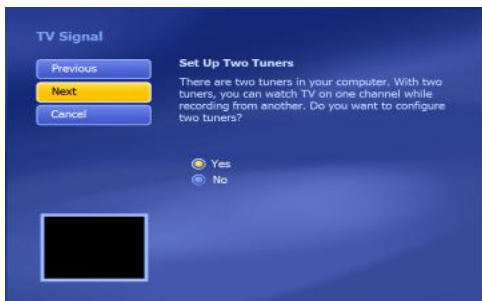 TV Signal
Previous
Next
Cancel
Set Up Two Tuners
There are two tuners in your computer. With two
tuners, you can watch TV on one channel while
recording from another. Do you want to configure
two tuners?
Yes
No